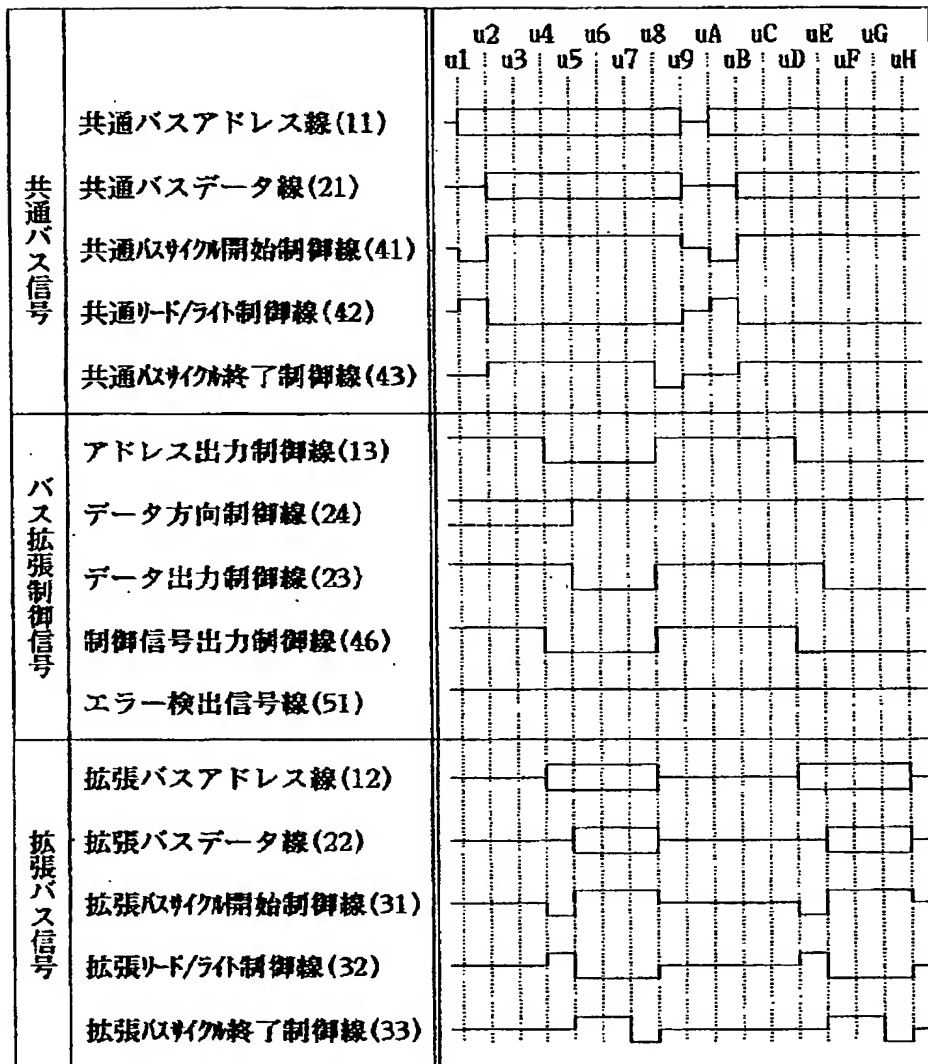 u2 u4 u6 u8 uA uC uE uG
u1 u3 u5 u7 u9 uB uD uF uH
共通バス信号
共通バスアドレス線(11)
共通バスデータ線(21)
共通バスサイクル開始制御線(41)
共通リード/ライト制御線(42)
共通バスサイクル終了制御線(43)
バス拡張制御信号
アドレス出力制御線(13)
データ方向制御線(24)
データ出力制御線(23)
制御信号出力制御線(46)
エラー検出信号線(51)
拡張バス信号
拡張バスアドレス線(12)
拡張バスデータ線(22)
拡張バスサイクル開始制御線(31)
拡張リード/ライト制御線(32)
拡張バスサイクル終了制御線(33)